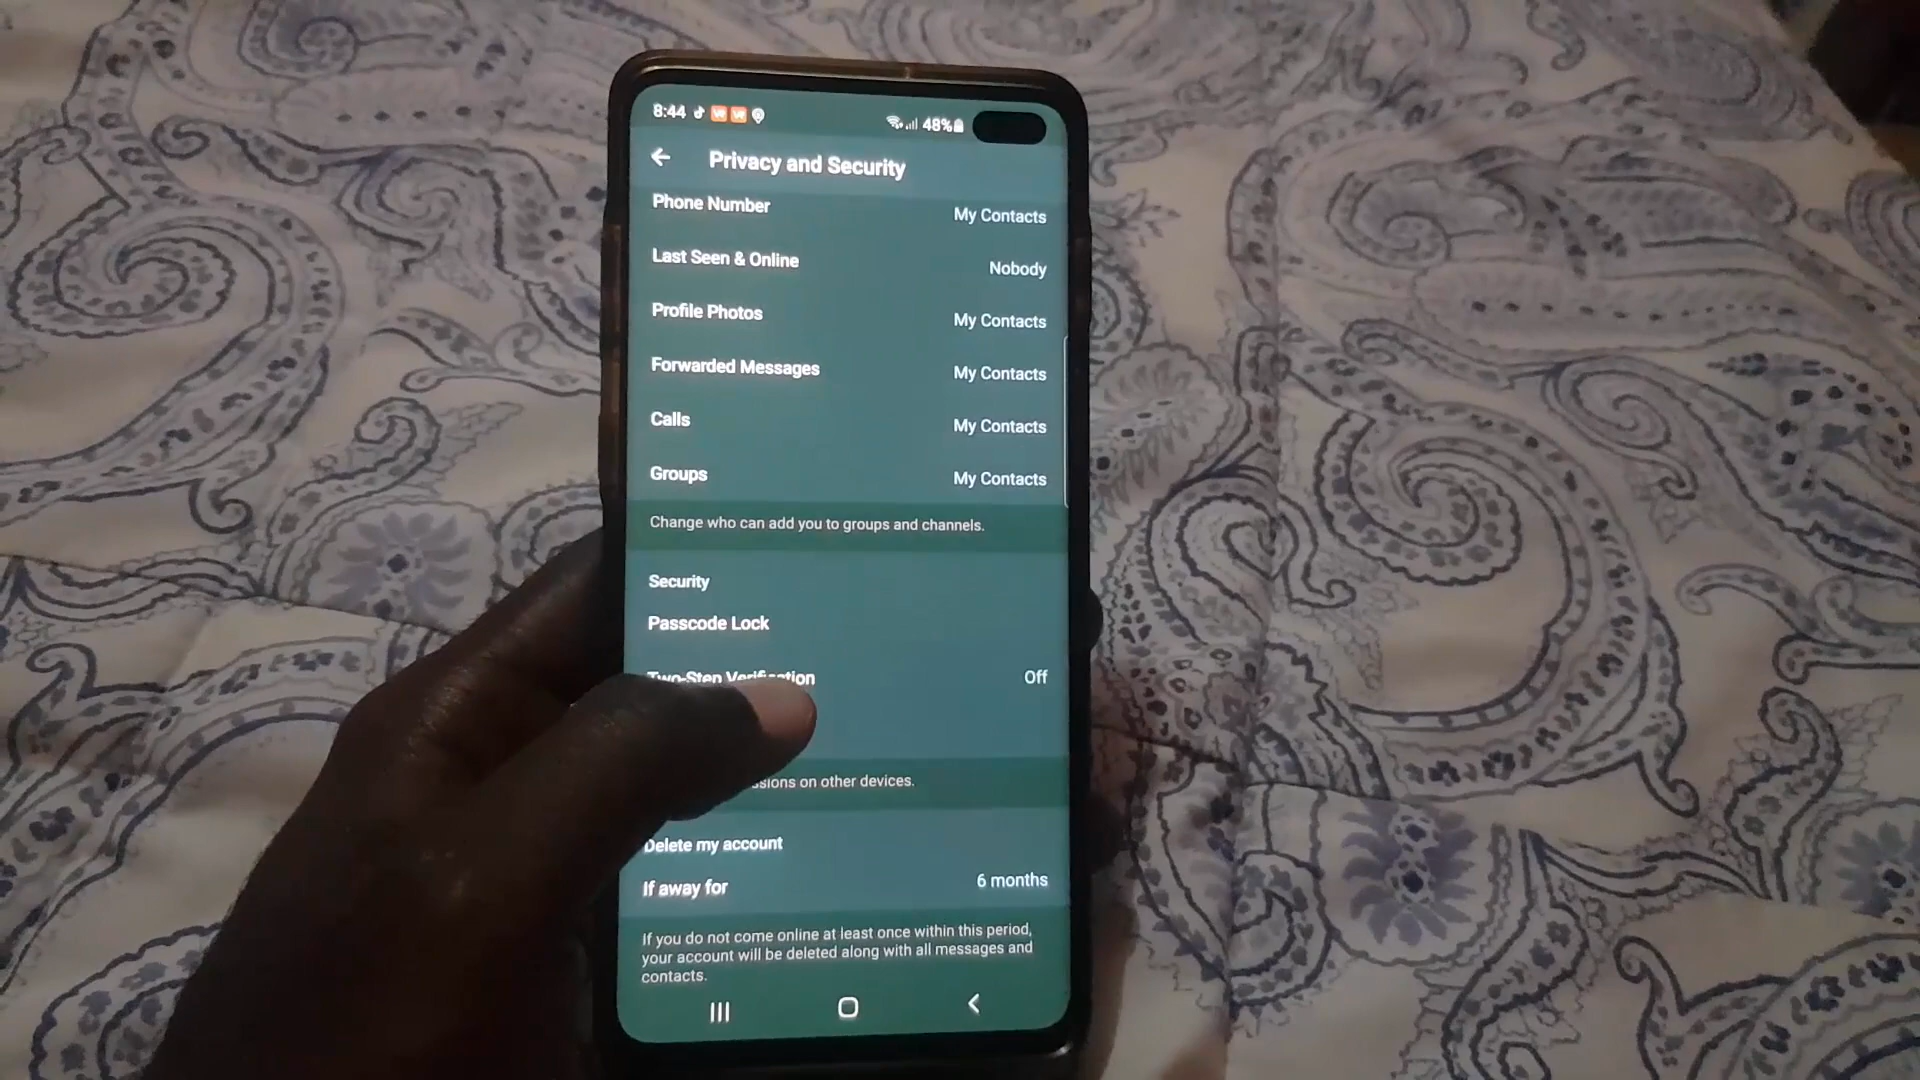 8:44 48%
Privacy and Security
Phone Number My Contacts
Last Seen & Online Nobody
Profile Photos My Contacts
Forwarded Messages My Contacts
Calls My Contacts
Groups My Contacts
Change who can add you to groups and channels.
Security
Passcode Lock
Two-Step Verification Off
on other devices.
Delete my account
If away for 6 months
If you do not come online at least once within this period,
your account will be deleted along with all messages and
contacts.